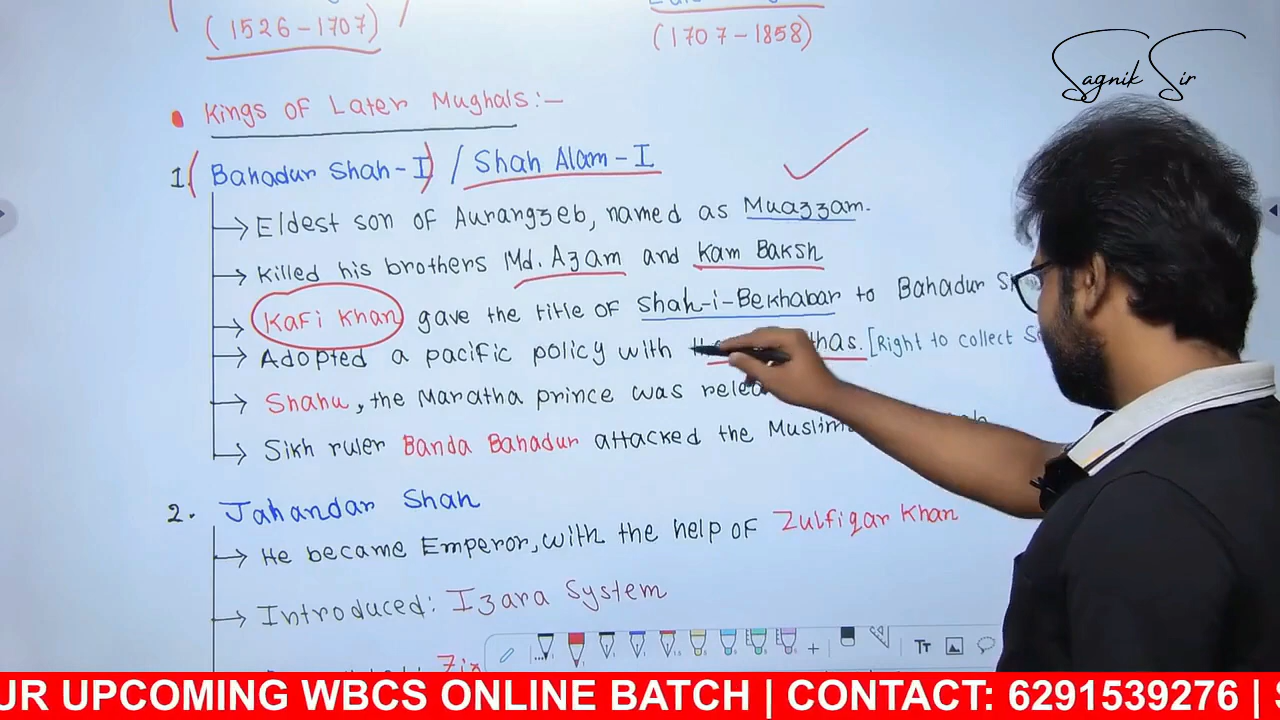 (1526-1707)
(1707-1858)
Sagnik Sir
• Kings of Later Mughals:-
1. (Bahadur Shah-I) / Shah Alam-I
→ Eldest son of Aurangzeb, named as Muazzam.
→ Killed his brothers Md. Azam and Kam Baksh
→ Kafi Khan gave the title of Shah-i-Bekhabar to Bahadur
→ Adopted a pacific policy with [Right to collect
→ Shahu, the Maratha prince was
→ Sikh ruler Banda Bahadur attacked the
2. Jahandar Shah
→ He became Emperor, with the help of Zulfiqar Khan
→ Introduced: Izara System
Tт
UR UPCOMING WBCS ONLINE BATCH | CONTACT: 6291539276 |